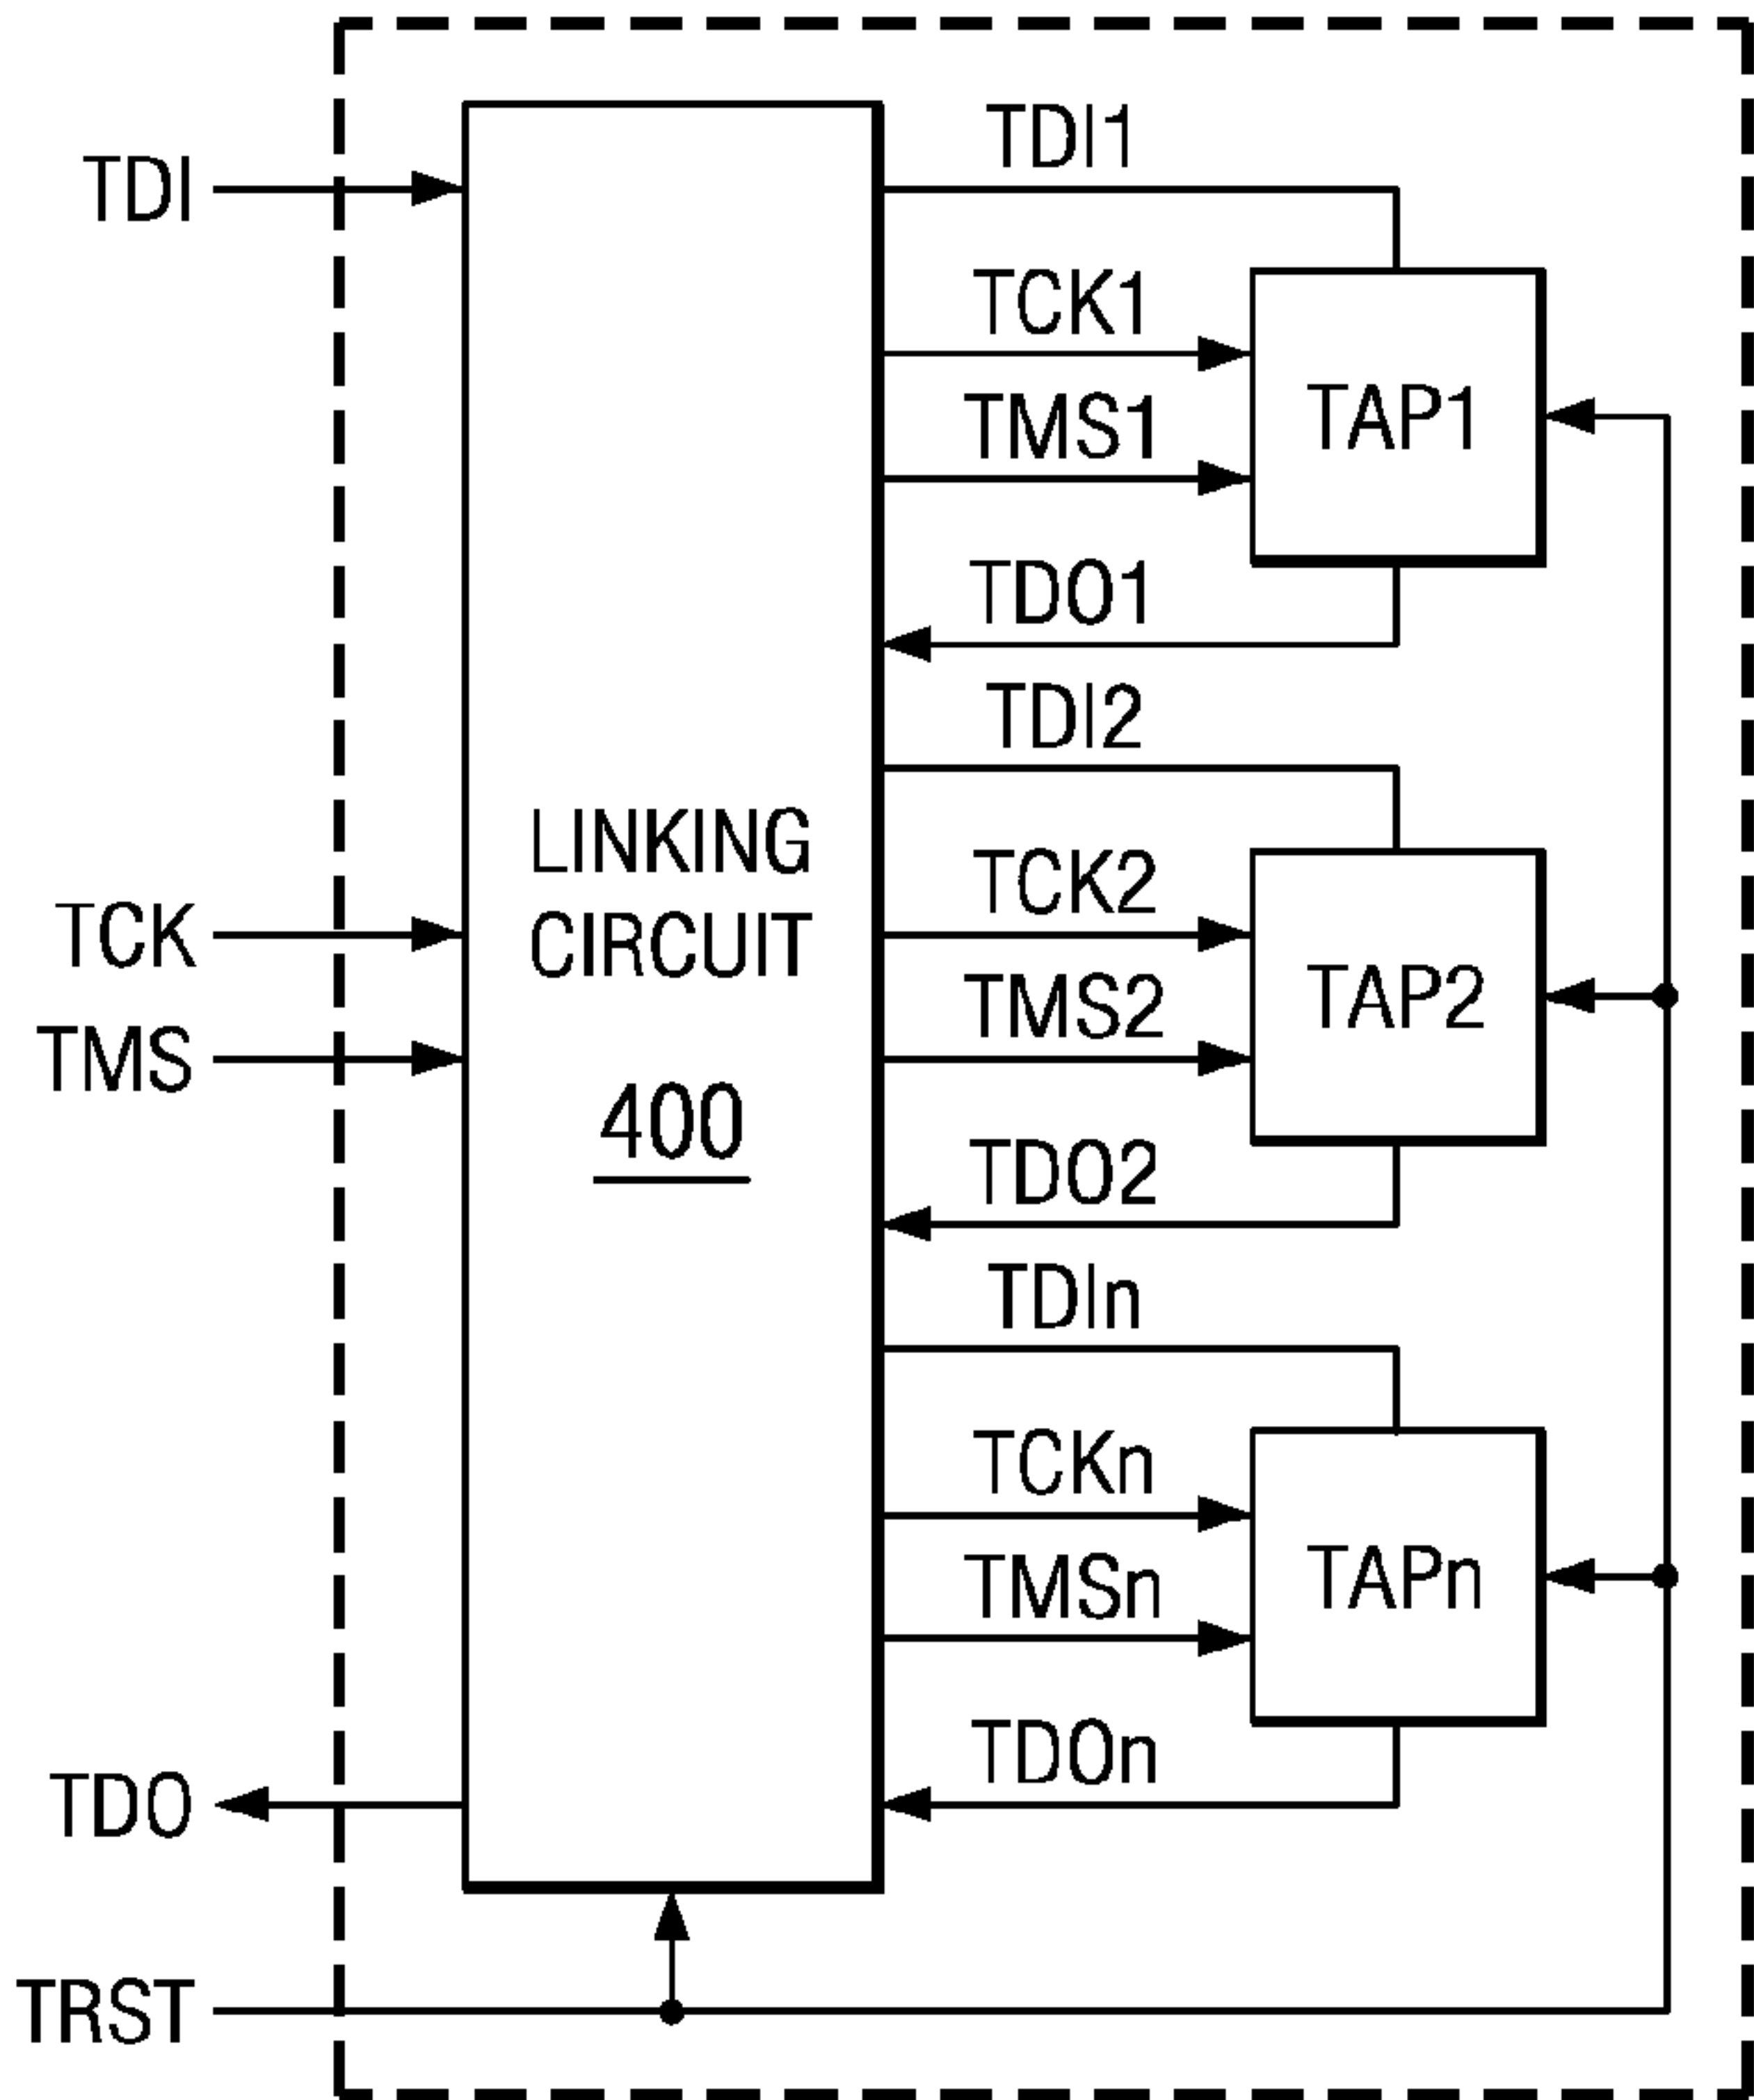 TDI
TCK
TMS
TDO
TRST
LINKING
CIRCUIT
400
TDI1
TCK1
TMS1
TDO1
TAP1
TDI2
TCK2
TMS2
TDO2
TAP2
TDIn
TCKn
TMSn
TDOn
TAPn